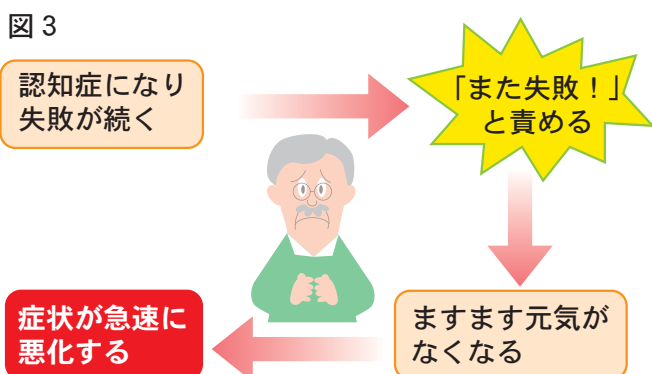 図3
認知症になり
失敗が続く
「また失敗!」
と責める
ますます元気が
なくなる
症状が急速に
悪化する